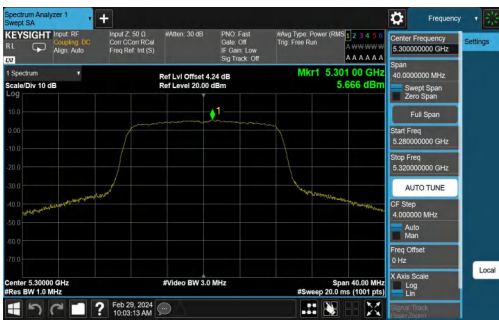 Spectrum Analyzer 1
Swept SA
Frequency
KEYSIGHT
Input: RF
Coupling: DC
Align: Auto
Input Z: 50 Ω
Corr CCorr RCal
Freq Ref: Int (S)
#Atten: 30 dB
PNO: Fast
Gate: Off
IF Gain: Low
Sig Track: Off
#Avg Type: Power (RMS
Trig: Free Run
1 2 3 4 5 6
A W W W W W
A A A A A A
R L
LV
1 Spectrum
Scale/Div 10 dB
Log
Ref Lvl Offset 4.24 dB
Ref Level 20.00 dBm
Mkr1 5.301 00 GHz
5.666 dBm
1
10.0
0.00
-10.0
-20.0
-30.0
-40.0
-50.0
-60.0
-70.0
Center 5.30000 GHz
#Res BW 1.0 MHz
#Video BW 3.0 MHz
Span 40.00 MHz
#Sweep 20.0 ms (1001 pts)
Center Frequency
5.300000000 GHz
Settings
Span
40.0000000 MHz
Swept Span
Zero Span
Full Span
Start Freq
5.280000000 GHz
Stop Freq
5.320000000 GHz
AUTO TUNE
CF Step
4.000000 MHz
Auto
Man
Freq Offset
0 Hz
X Axis Scale
Log
Lin
Local
Signal Track
Feb 29, 2024
10:03:13 AM